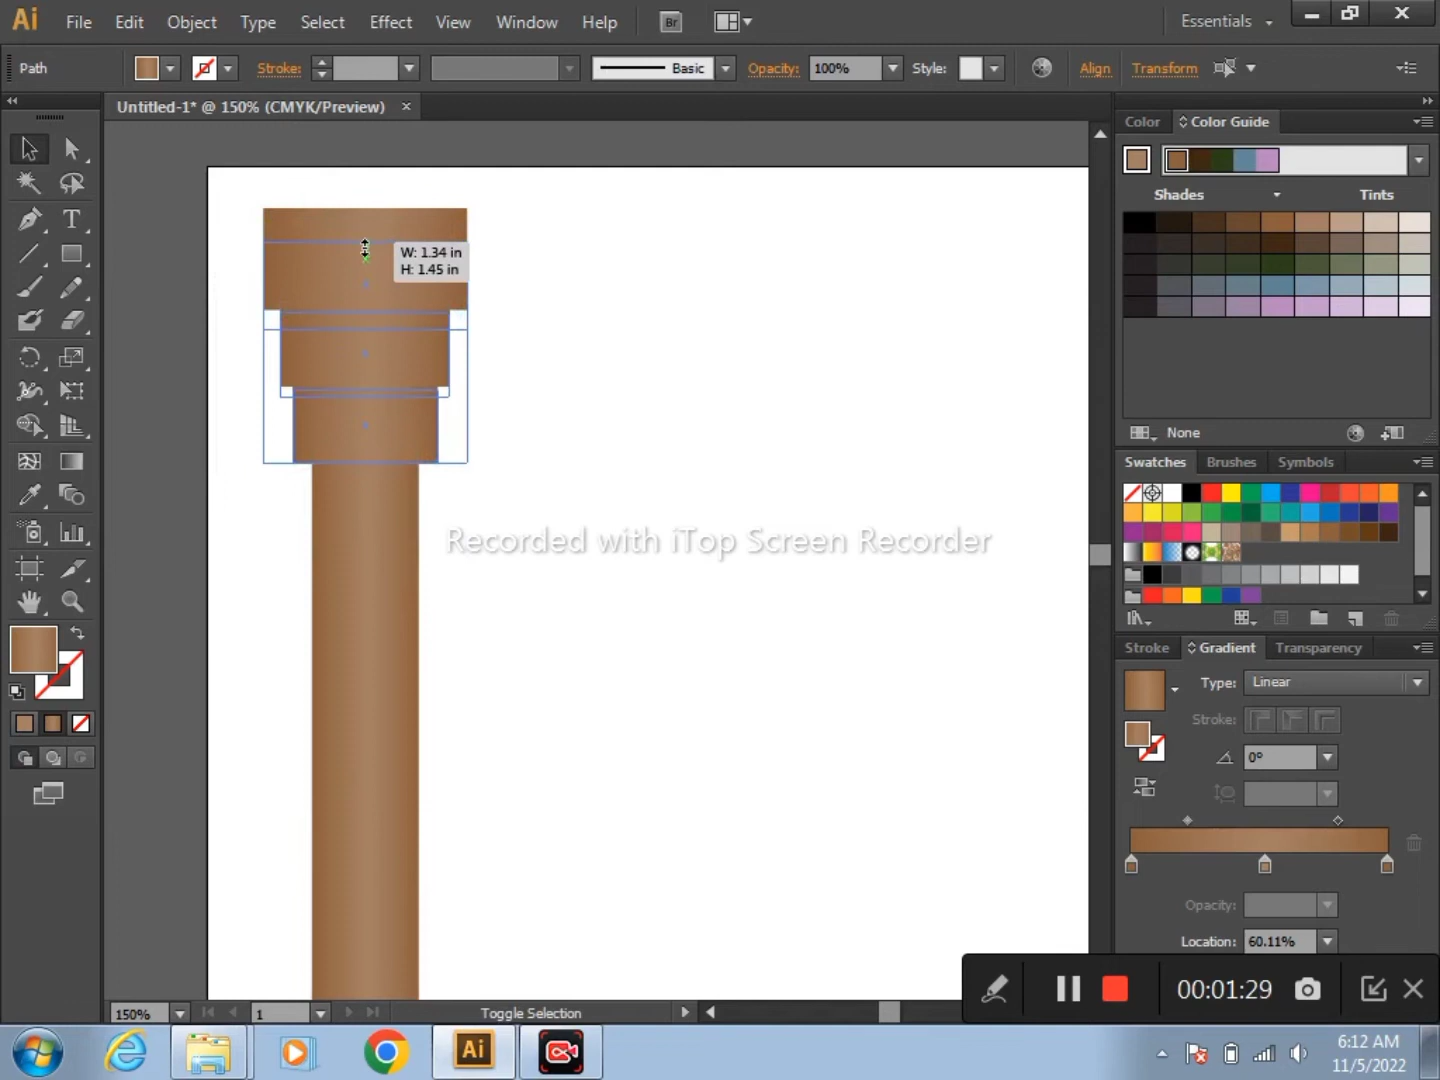 Ai File Edit Object Type Select Effect View Window Help Br Essentials
Path Stroke: Basic Opacity: 100% Style: Align Transform
Untitled-1* @ 150% (CMYK/Preview) ×
Color Color Guide
Shades Tints
W: 1.34 in
H: 1.45 in
None
Swatches Brushes Symbols
Recorded with iTop Screen Recorder
Stroke Gradient Transparency
Type: Linear
Stroke:
0°
Opacity:
Location: 60.11%
00:01:29
150% 1 Toggle Selection
Ai
6:12 AM
11/5/2022